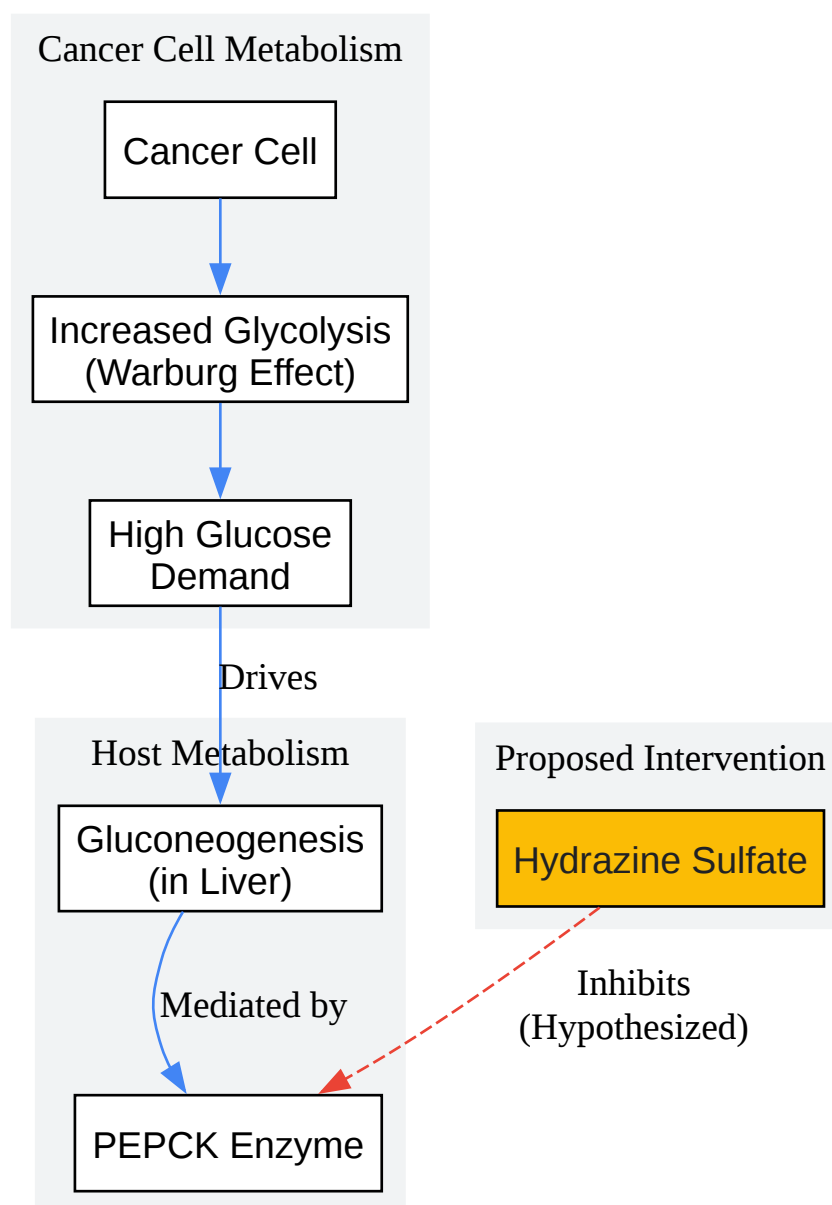 Cancer Cell Metabolism
Cancer Cell
Increased Glycolysis
(Warburg Effect)
High Glucose
Demand
Drives
Host Metabolism
Gluconeogenesis
(in Liver)
Mediated by
PEPCK Enzyme
Proposed Intervention
Hydrazine Sulfate
Inhibits
(Hypothesized)